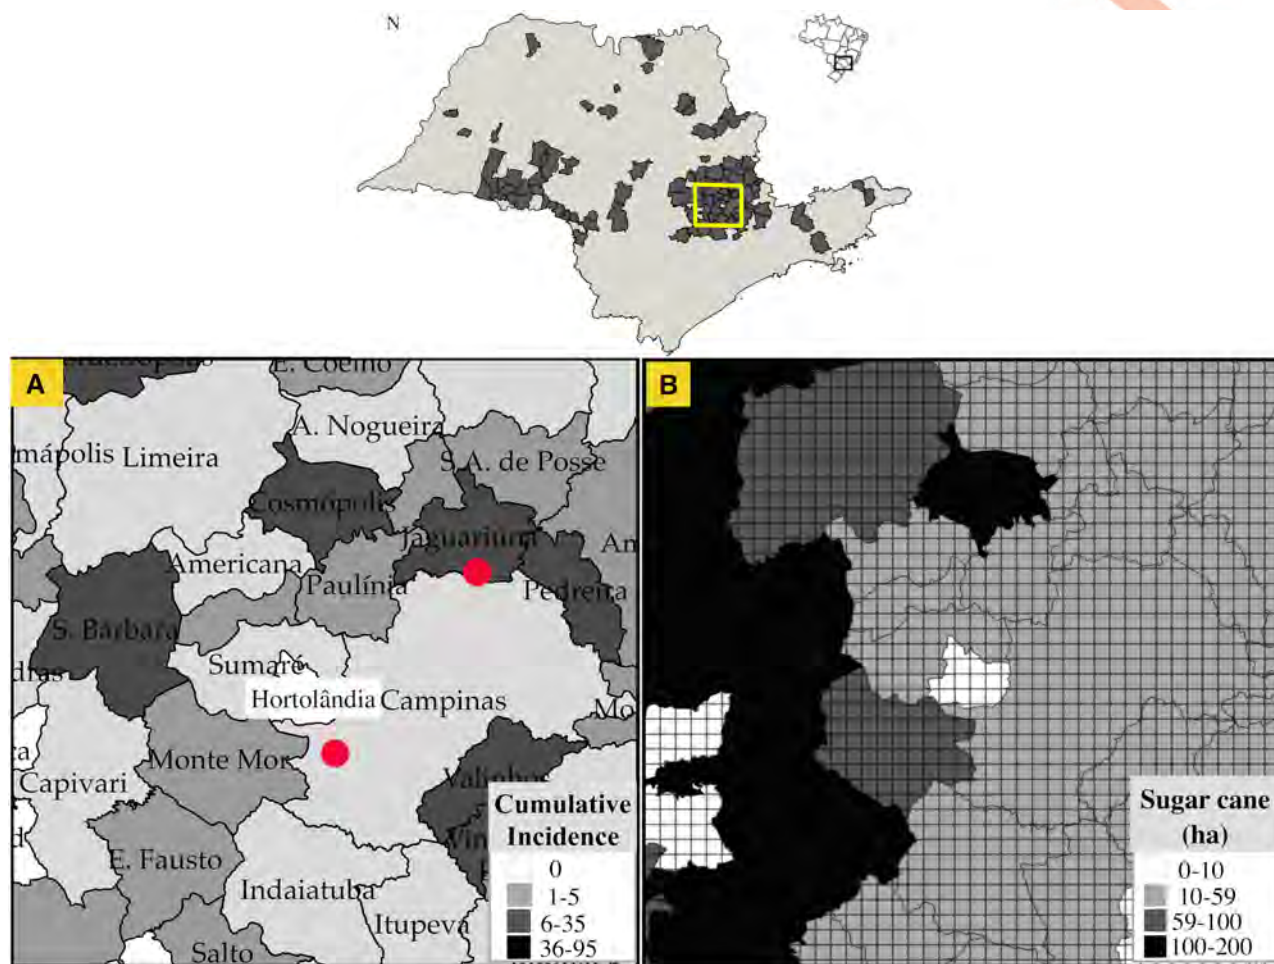 N
A
E. Coelho
A. Nogueira
Limeira
S.A. de Posse
Cosmópolis
Jaguariúna
Americana
Paulínia
Pedreira
S. Bárbara
Sumaré
Hortolândia
Campinas
Monte Mor
Capivari
Valinhos
E. Fausto
Indaiatuba
Itupeva
Salto
Cumulative
Incidence
0
1-5
6-35
36-95
B
Sugar cane
(ha)
0-10
10-59
59-100
100-200